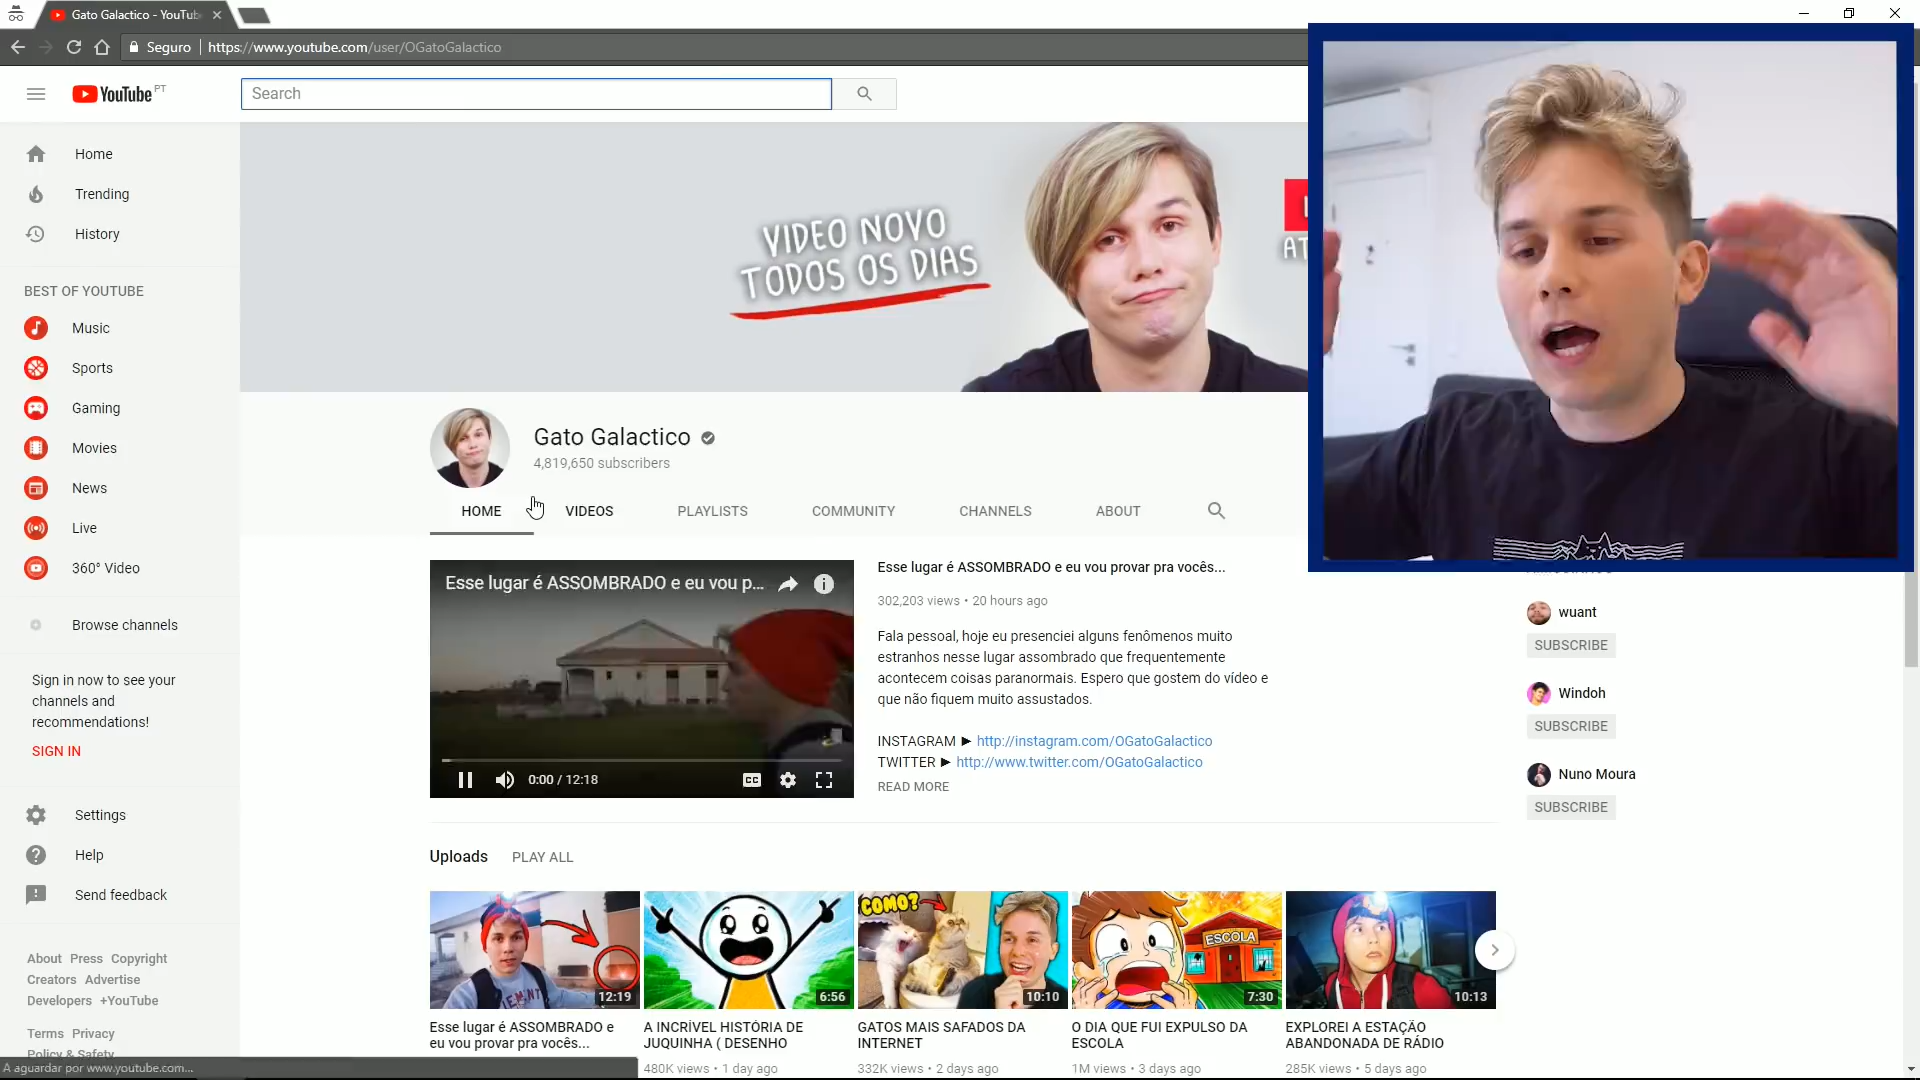 Gato Galactico - YouTub
Seguro
https://www.youtube.com/user/OGatoGalactico
YouTube PT
Search
Home
Trending
History
BEST OF YOUTUBE
Music
Sports
Gaming
Movies
News
Live
360° Video
Browse channels
Sign in now to see your
channels and
recommendations!
SIGN IN
Settings
Help
Send feedback
About Press Copyright
Creators Advertise
Developers +YouTube
Terms Privacy
Policy & Safety
A aguardar por www.youtube.com...
VIDEO NOVO
TODOS OS DIAS
AT
Gato Galactico
4,819,650 subscribers
HOME VIDEOS PLAYLISTS COMMUNITY CHANNELS ABOUT
Esse lugar é ASSOMBRADO e eu vou p...
0:00 / 12:18
CC
Esse lugar é ASSOMBRADO e eu vou provar pra vocês...
302,203 views • 20 hours ago
Fala pessoal, hoje eu presenciei alguns fenômenos muito
estranhos nesse lugar assombrado que frequentemente
acontecem coisas paranormais. Espero que gostem do vídeo e
que não fiquem muito assustados.
INSTAGRAM ► http://instagram.com/OGatoGalactico
TWITTER ► http://www.twitter.com/OGatoGalactico
READ MORE
wuant
SUBSCRIBE
Windoh
SUBSCRIBE
Nuno Moura
SUBSCRIBE
Uploads PLAY ALL
12:19
6:56
COMO?
10:10
ESCOLA
7:30
10:13
Esse lugar é ASSOMBRADO e
eu vou provar pra vocês...
A INCRÍVEL HISTÓRIA DE
JUQUINHA ( DESENHO
480K views • 1 day ago
GATOS MAIS SAFADOS DA
INTERNET
332K views • 2 days ago
O DIA QUE FUI EXPULSO DA
ESCOLA
1M views • 3 days ago
EXPLOREI A ESTAÇÃO
ABANDONADA DE RÁDIO
285K views • 5 days ago